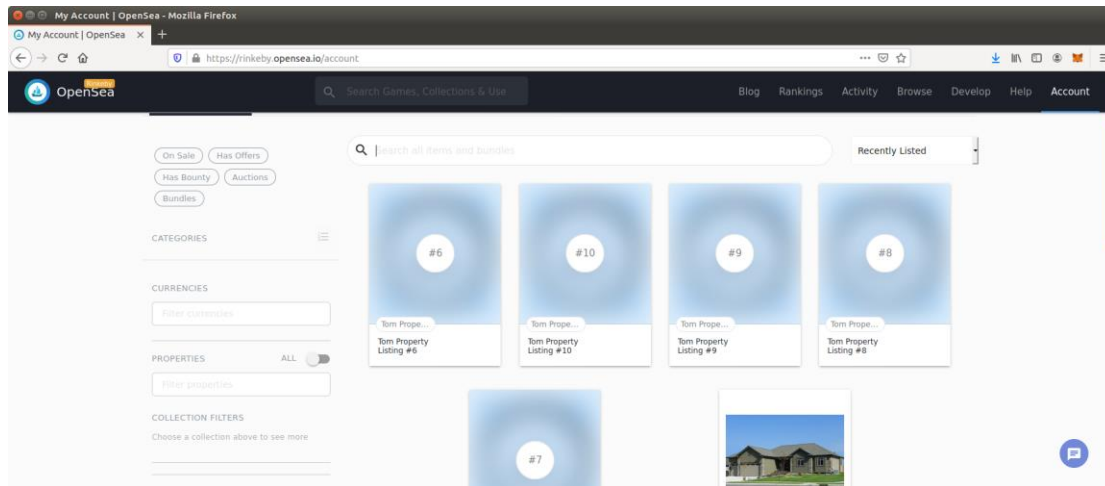 My Account | OpenSea - Mozilla Firefox
My Account | OpenSea × +
https://rinkeby.opensea.io/account
Rinkeby
OpenSea
Search Games, Collections & Use
Blog Rankings Activity Browse Develop Help Account
On Sale Has Offers
Has Bounty Auctions
Bundles
Search all items and bundles
Recently Listed
CATEGORIES
CURRENCIES
Filter currencies
PROPERTIES ALL
Filter properties
COLLECTION FILTERS
Choose a collection above to see more
#6 #10 #9 #8
Tom Prope... Tom Prope... Tom Prope... Tom Prope...
Tom Property Tom Property Tom Property Tom Property
Listing #6 Listing #10 Listing #9 Listing #8
#7